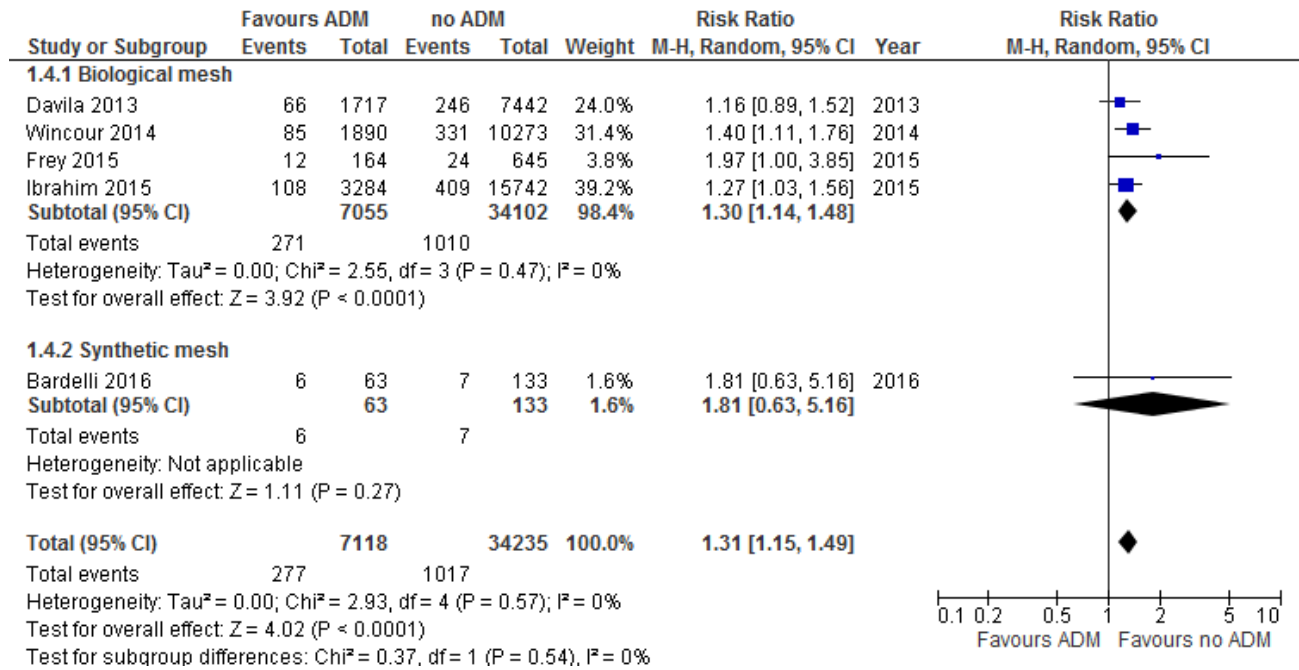 Favours ADM no ADM Risk Ratio Risk Ratio
Study or Subgroup Events Total Events Total Weight M-H, Random, 95% CI Year M-H, Random, 95% CI
1.4.1 Biological mesh
Davila 2013 66 1717 246 7442 24.0% 1.16 [0.89, 1.52] 2013
Wincour 2014 85 1890 331 10273 31.4% 1.40 [1.11, 1.76] 2014
Frey 2015 12 164 24 645 3.8% 1.97 [1.00, 3.85] 2015
Ibrahim 2015 108 3284 409 15742 39.2% 1.27 [1.03, 1.56] 2015
Subtotal (95% CI) 7055 34102 98.4% 1.30 [1.14, 1.48]
Total events 271 1010
Heterogeneity: Tau² = 0.00; Chi² = 2.55, df = 3 (P = 0.47); I² = 0%
Test for overall effect: Z = 3.92 (P < 0.0001)
1.4.2 Synthetic mesh
Bardelli 2016 6 63 7 133 1.6% 1.81 [0.63, 5.16] 2016
Subtotal (95% CI) 63 133 1.6% 1.81 [0.63, 5.16]
Total events 6 7
Heterogeneity: Not applicable
Test for overall effect: Z = 1.11 (P = 0.27)
Total (95% CI) 7118 34235 100.0% 1.31 [1.15, 1.49]
Total events 277 1017
Heterogeneity: Tau² = 0.00; Chi² = 2.93, df = 4 (P = 0.57); I² = 0%
Test for overall effect: Z = 4.02 (P < 0.0001)
Test for subgroup differences: Chi² = 0.37, df = 1 (P = 0.54), I² = 0%
0.1 0.2 0.5 1 2 5 10
Favours ADM Favours no ADM